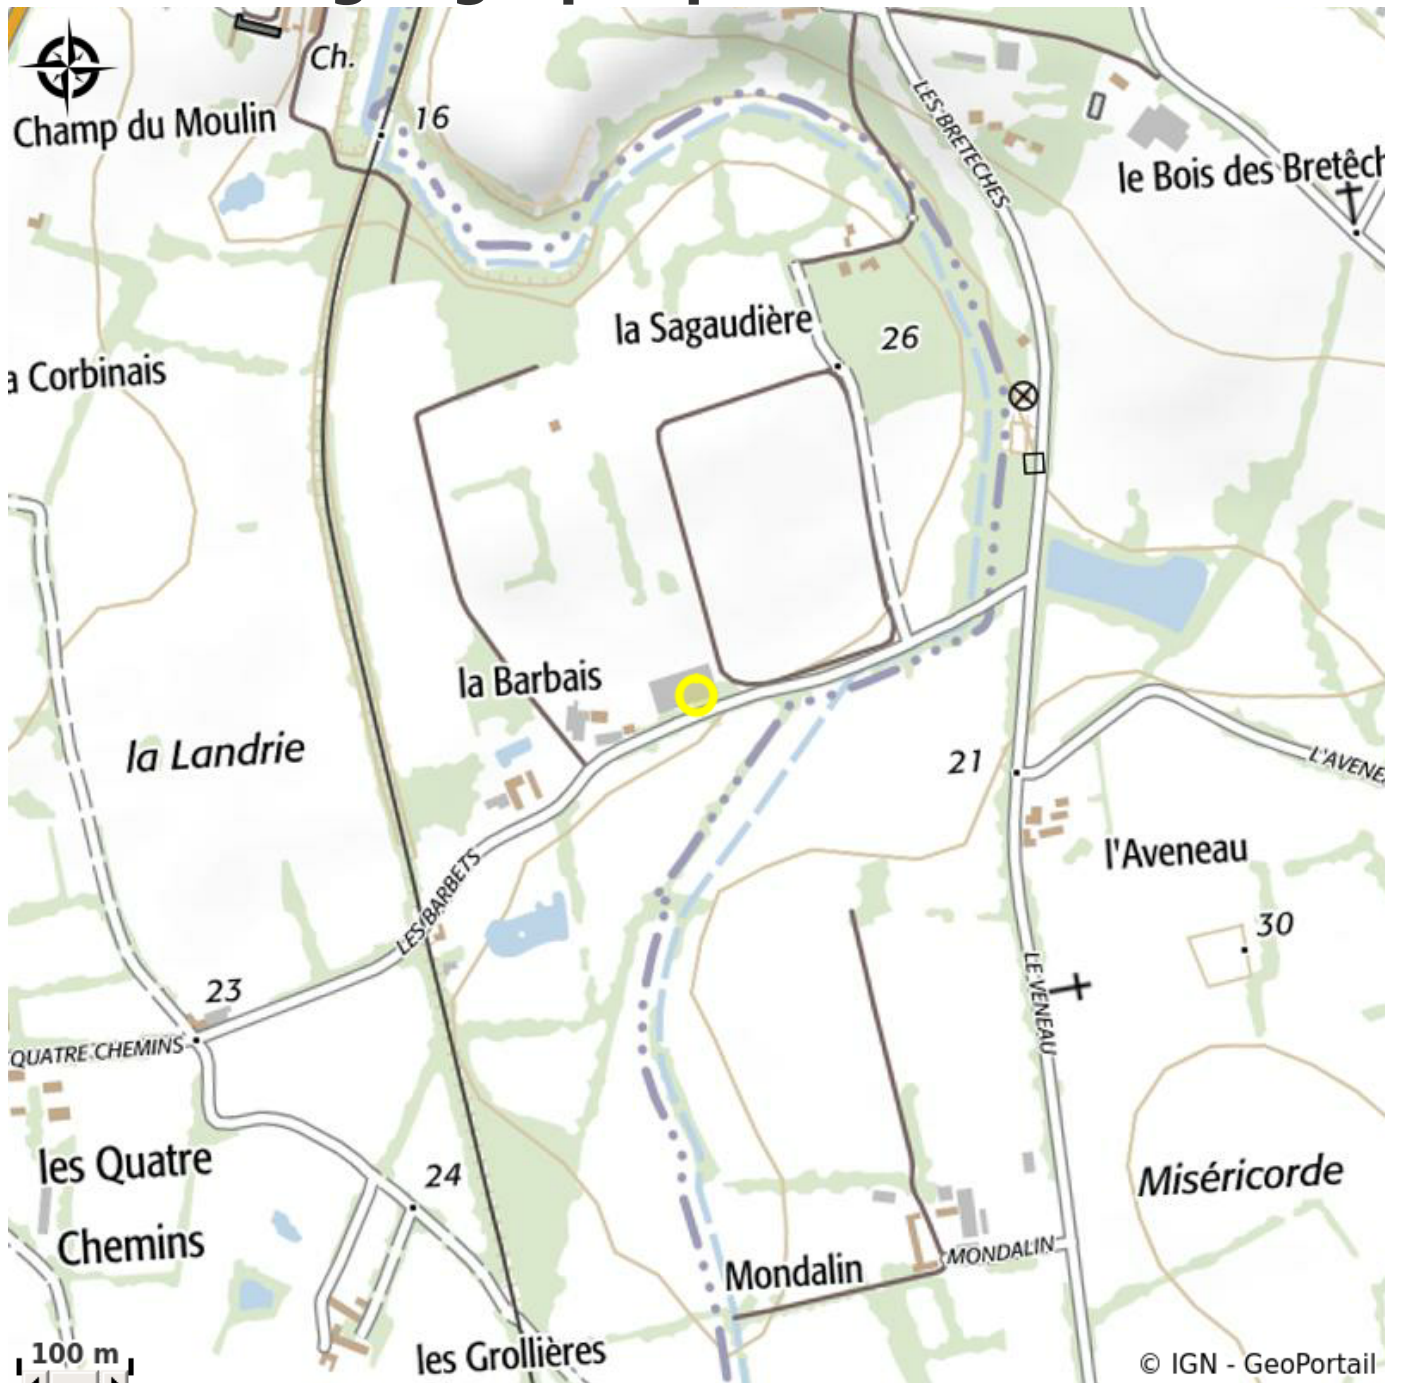 Ch.
16
Champ du Moulin
LES BRETECHES
le Bois des Bretêch
la Sagaudière
26
a Corbinais
la Barbais
la Landrie
21
L'AVENE
l'Aveneau
LES BARBETS
30
23
LE VENEAU
QUATRE CHEMINS
les Quatre
Chemins
24
Miséricorde
MONDALIN
Mondalin
les Grollières
100 m
© IGN - GeoPortail